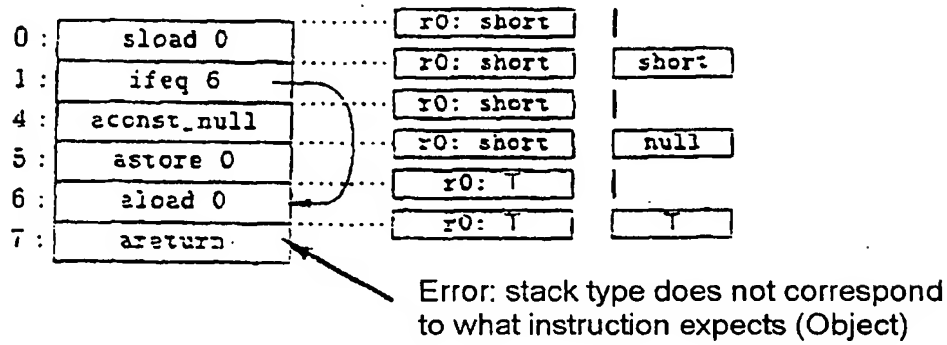 r0: short
0 : sload 0
r0: short short
1 : ifeq 6
r0: short
4 : aconst_null
r0: short null
5 : astore 0
r0: T
6 : aload 0
r0: T T
7 : areturn
Error: stack type does not correspond
to what instruction expects (Object)